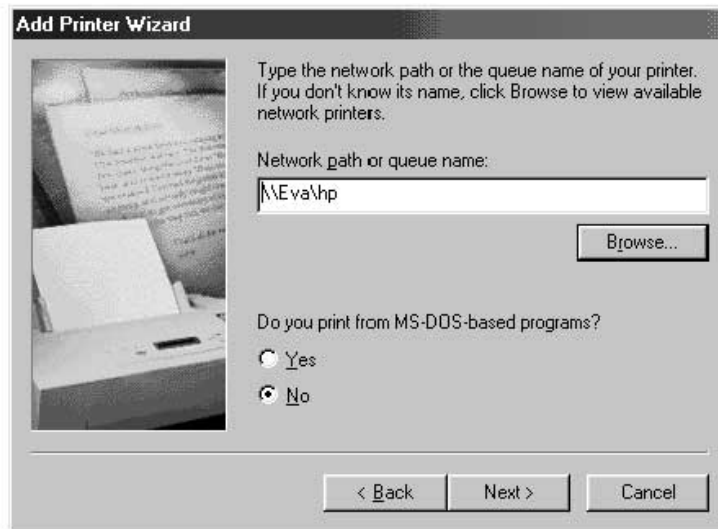 Add Printer Wizard
Type the network path or the queue name of your printer.
If you don't know its name, click Browse to view available
network printers.
Network path or queue name:
\\Eva\hp
Browse...
Do you print from MS-DOS-based programs?
Yes
No
< Back
Next >
Cancel